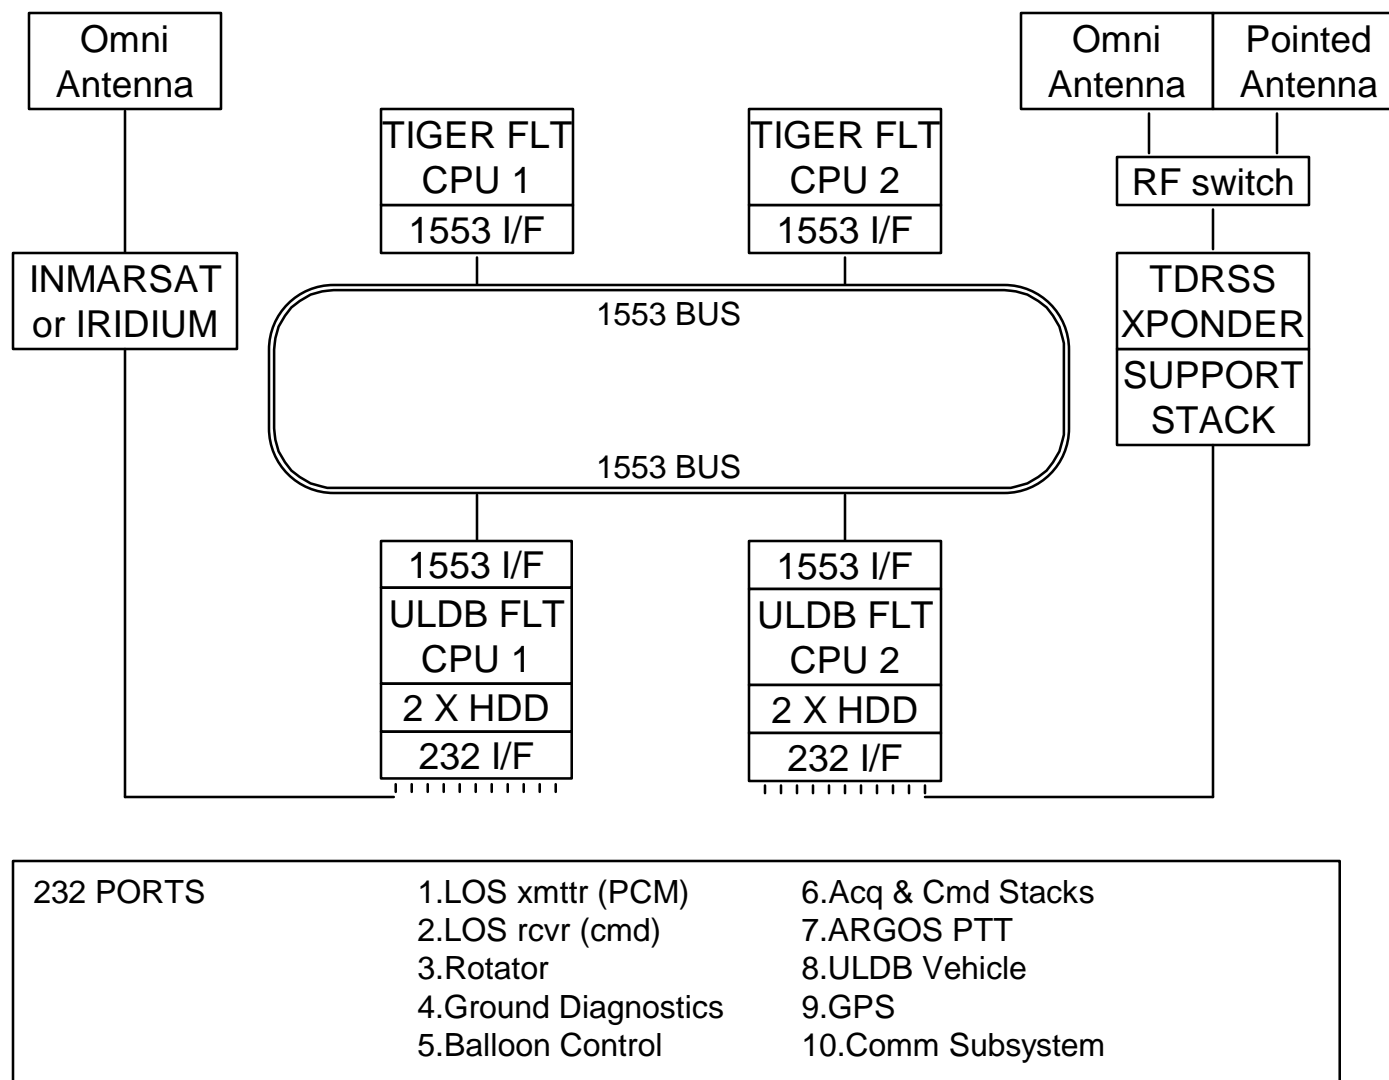 Omni
Antenna
Omni
Antenna
Pointed
Antenna
TIGER FLT
CPU 1
1553 I/F
TIGER FLT
CPU 2
1553 I/F
RF switch
INMARSAT
or IRIDIUM
TDRSS
XPONDER
SUPPORT
STACK
1553 BUS
1553 BUS
1553 I/F
ULDB FLT
CPU 1
2 X HDD
232 I/F
1553 I/F
ULDB FLT
CPU 2
2 X HDD
232 I/F
232 PORTS
1.LOS xmttr (PCM)
2.LOS rcvr (cmd)
3.Rotator
4.Ground Diagnostics
5.Balloon Control
6.Acq & Cmd Stacks
7.ARGOS PTT
8.ULDB Vehicle
9.GPS
10.Comm Subsystem